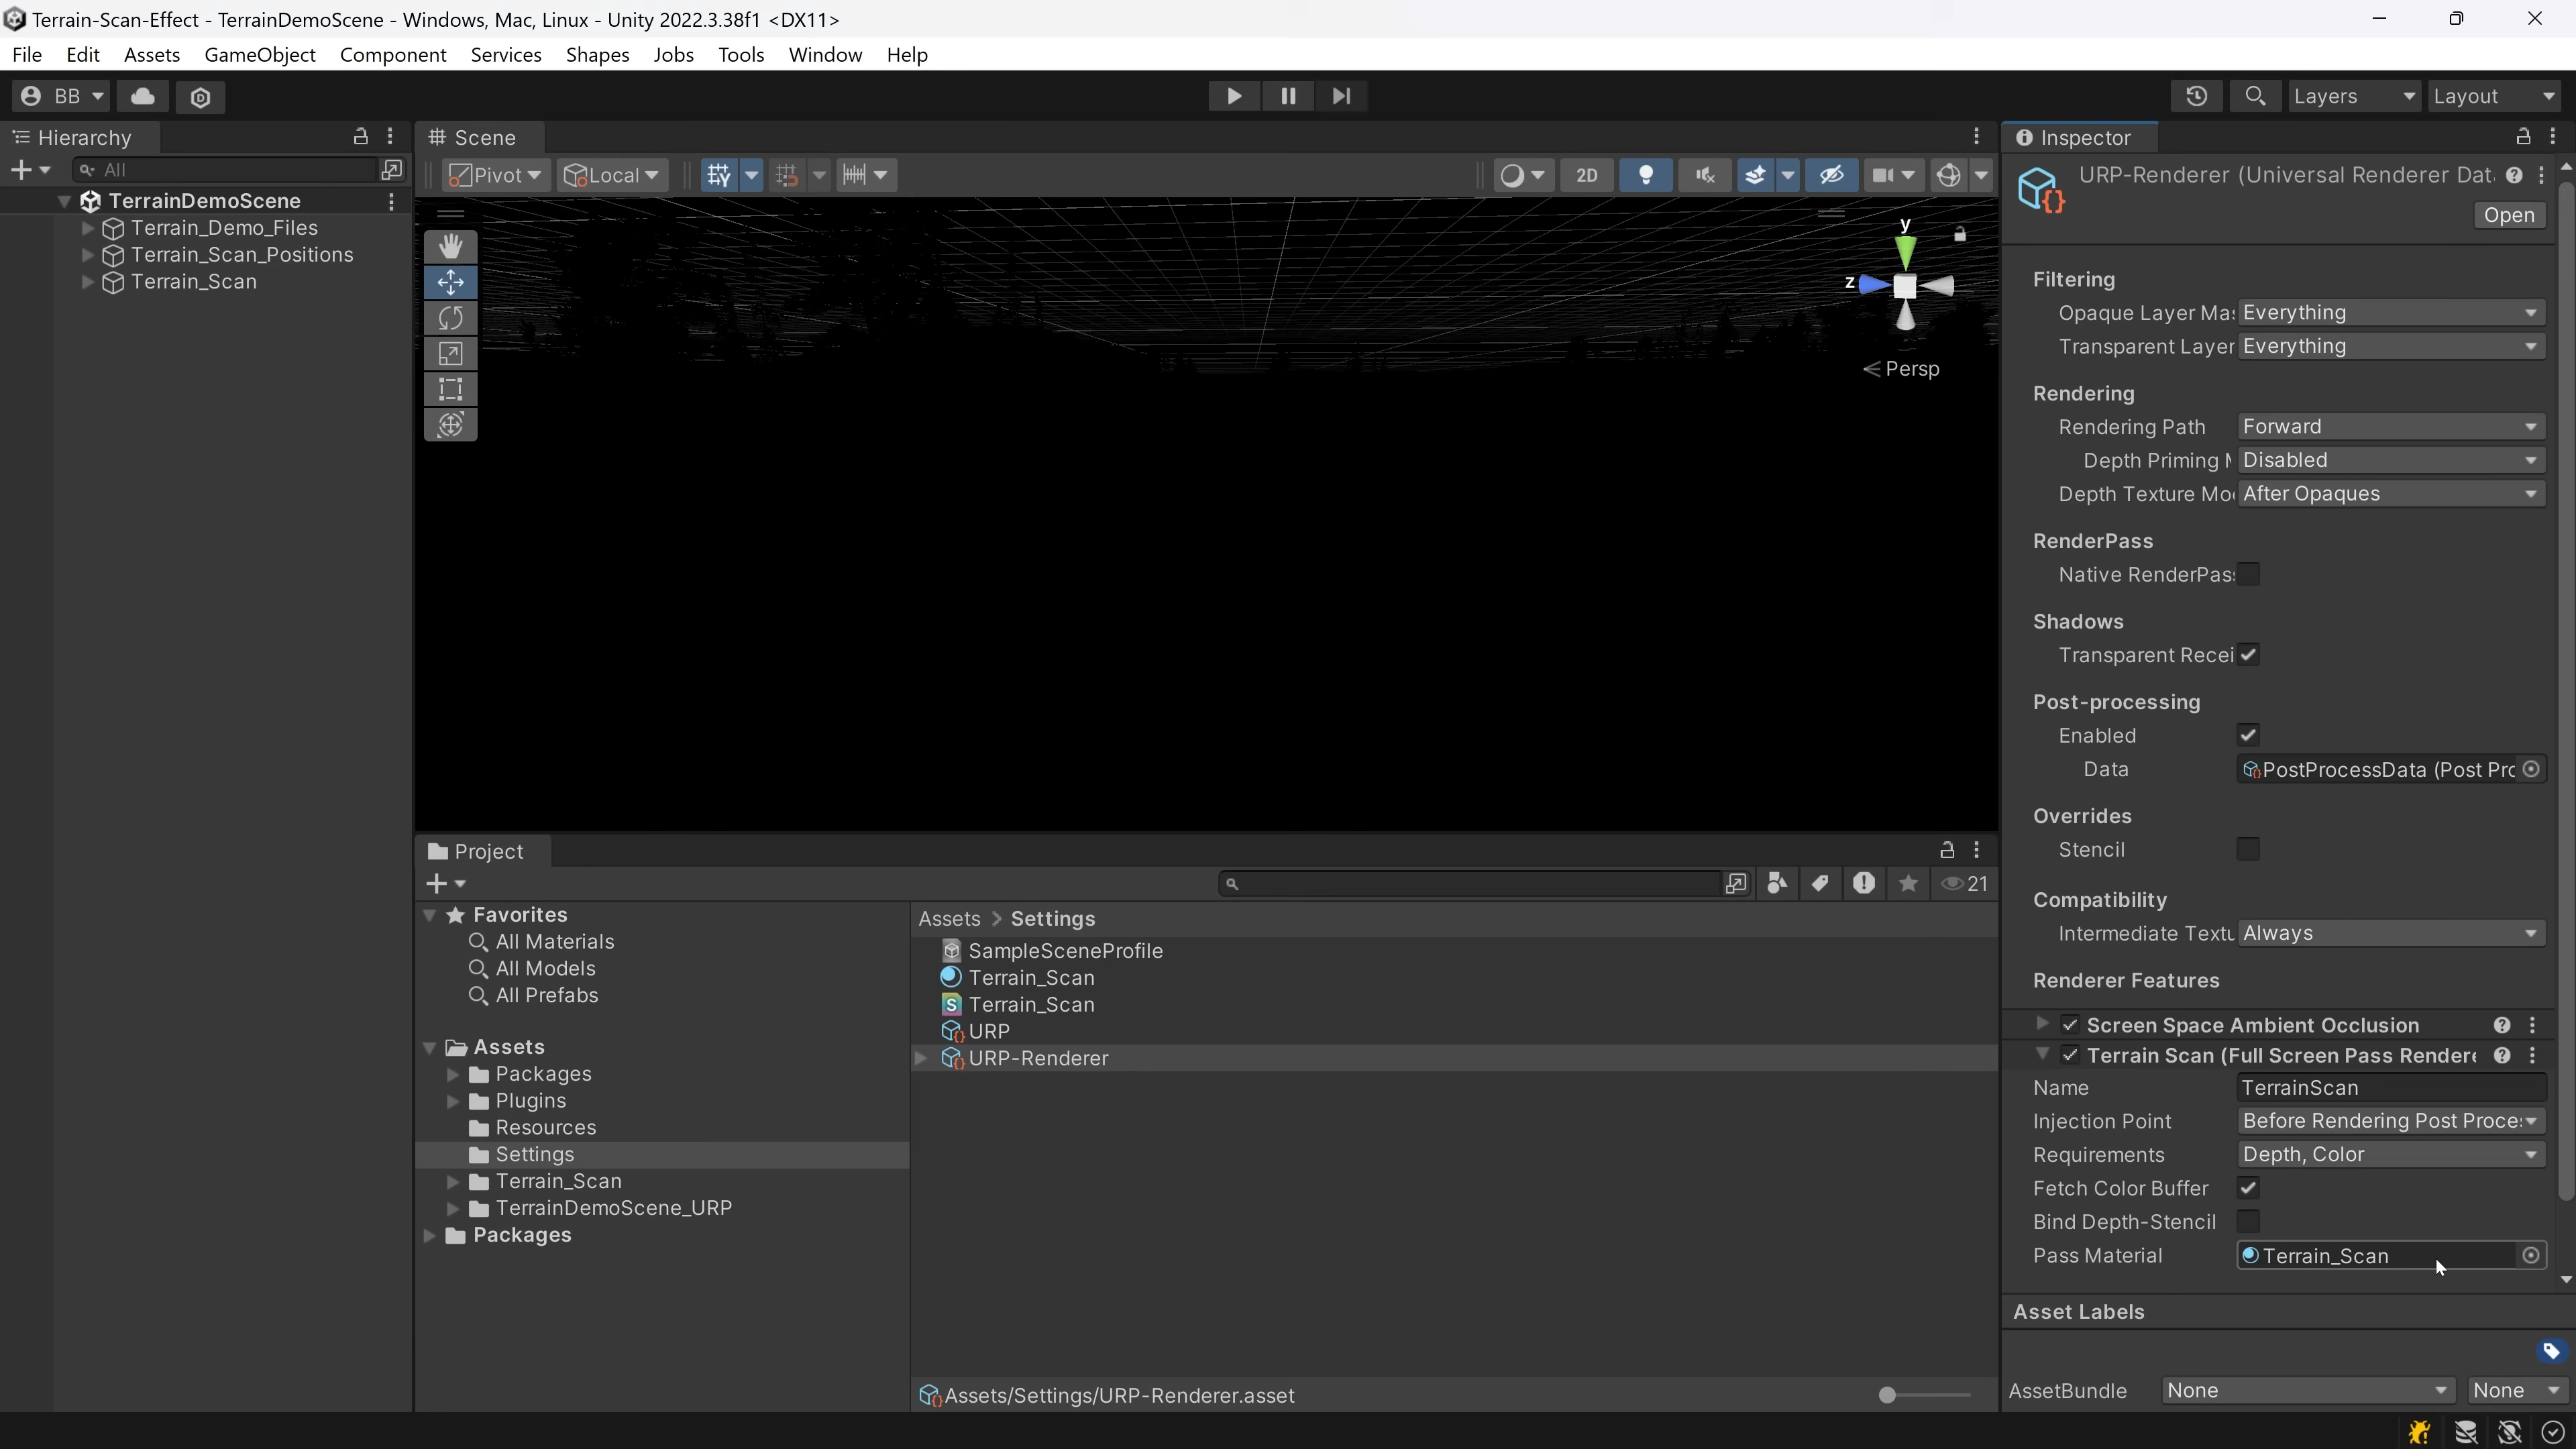 Terrain-Scan-Effect - TerrainDemoScene - Windows, Mac, Linux - Unity 2022.3.38f1 <DX11>
File Edit Assets GameObject Component Services Shapes Jobs Tools Window Help
BB
Layers
Layout
Hierarchy
All
TerrainDemoScene
Terrain_Demo_Files
Terrain_Scan_Positions
Terrain_Scan
Scene
Pivot
Local
2D
y
z
Persp
Project
21
Favorites
All Materials
All Models
All Prefabs
Assets
Packages
Plugins
Resources
Settings
Terrain_Scan
TerrainDemoScene_URP
Packages
Assets > Settings
SampleSceneProfile
Terrain_Scan
S Terrain_Scan
URP
URP-Renderer
Assets/Settings/URP-Renderer.asset
Inspector
URP-Renderer (Universal Renderer Dat
Open
Filtering
Opaque Layer Mas Everything
Transparent Layer Everything
Rendering
Rendering Path Forward
Depth Priming M Disabled
Depth Texture Mo After Opaques
RenderPass
Native RenderPas
Shadows
Transparent Recei
Post-processing
Enabled
Data PostProcessData (Post Pro
Overrides
Stencil
Compatibility
Intermediate Textu Always
Renderer Features
Screen Space Ambient Occlusion
Terrain Scan (Full Screen Pass Rendere
Name TerrainScan
Injection Point Before Rendering Post Proce
Requirements Depth, Color
Fetch Color Buffer
Bind Depth-Stencil
Pass Material Terrain_Scan
Asset Labels
AssetBundle None None